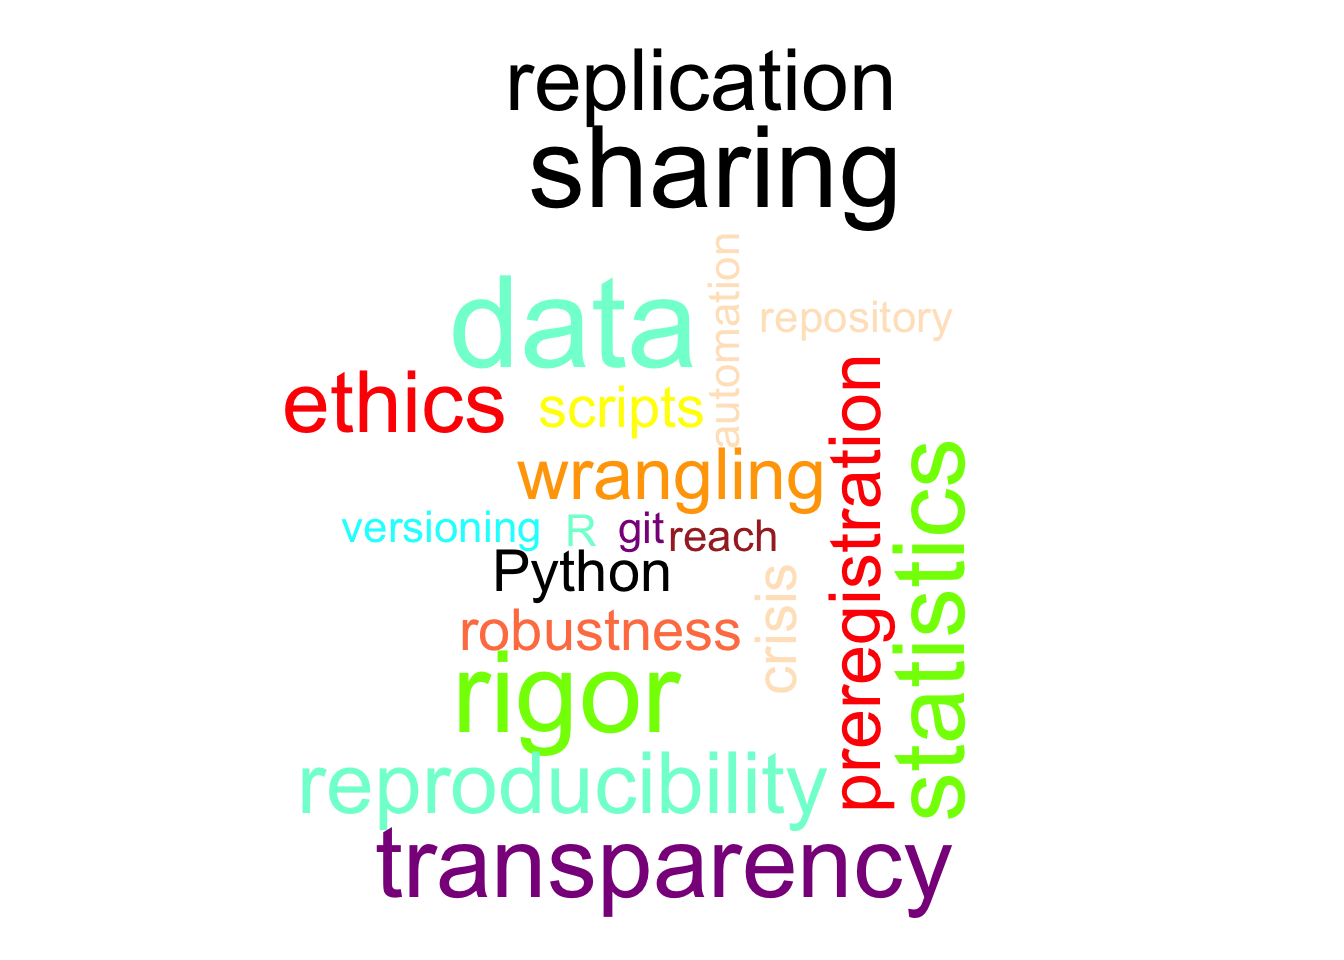 replication
sharing
automation
repository
data
ethics
scripts
preregistration
statistics
wrangling
versioning
R
git
reach
Python
crisis
robustness
rigor
reproducibility
transparency